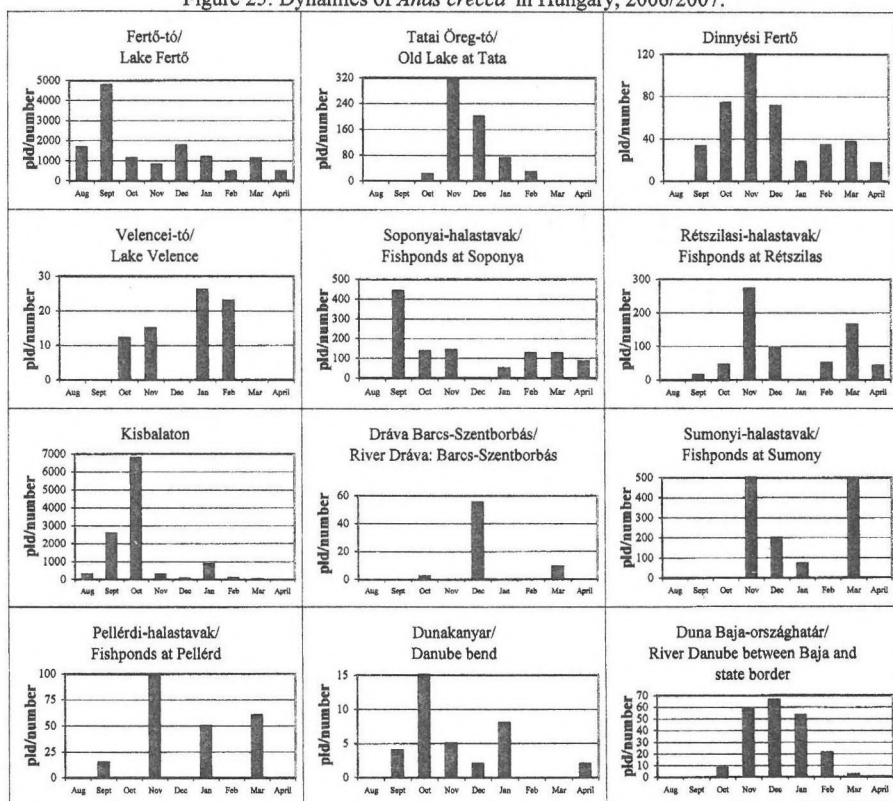 Figure 25. Dynamics of Anas crecca in Hungary, 2006/2007.
Fertő-tó/
Lake Fertő
pld/number
5000
4000
3000
2000
1000
0
Aug Sept Oct Nov Dec Jan Feb Mar April
Tatai Öreg-tó/
Old Lake at Tata
pld/number
320
240
160
80
0
Aug Sept Oct Nov Dec Jan Feb Mar April
Dinnyési Fertő
pld/number
120
80
40
0
Aug Sept Oct Nov Dec Jan Feb Mar April
Velencei-tó/
Lake Velence
pld/number
30
20
10
0
Aug Sept Oct Nov Dec Jan Feb Mar April
Soponyai-halastavak/
Fishponds at Soponya
pld/number
500
400
300
200
100
0
Aug Sept Oct Nov Dec Jan Feb Mar April
Rétszilasi-halastavak/
Fishponds at Rétszilas
pld/number
300
200
100
0
Aug Sept Oct Nov Dec Jan Feb Mar April
Kisbalaton
pld/number
7000
6000
5000
4000
3000
2000
1000
0
Aug Sept Oct Nov Dec Jan Feb Mar April
Dráva Barcs-Szentborbás/
River Dráva: Barcs-Szentborbás
pld/number
60
40
20
0
Aug Sept Oct Nov Dec Jan Feb Mar April
Sumonyi-halastavak/
Fishponds at Sumony
pld/number
500
400
300
200
100
0
Aug Sept Oct Nov Dec Jan Feb Mar April
Pellérdi-halastavak/
Fishponds at Pellérd
pld/number
100
75
50
25
0
Aug Sept Oct Nov Dec Jan Feb Mar April
Dunakanyar/
Danube bend
pld/number
15
10
5
0
Aug Sept Oct Nov Dec Jan Feb Mar April
Duna Baja-országhatár/
River Danube between Baja and
state border
pld/number
70
60
50
40
30
20
10
0
Aug Sept Oct Nov Dec Jan Feb Mar April